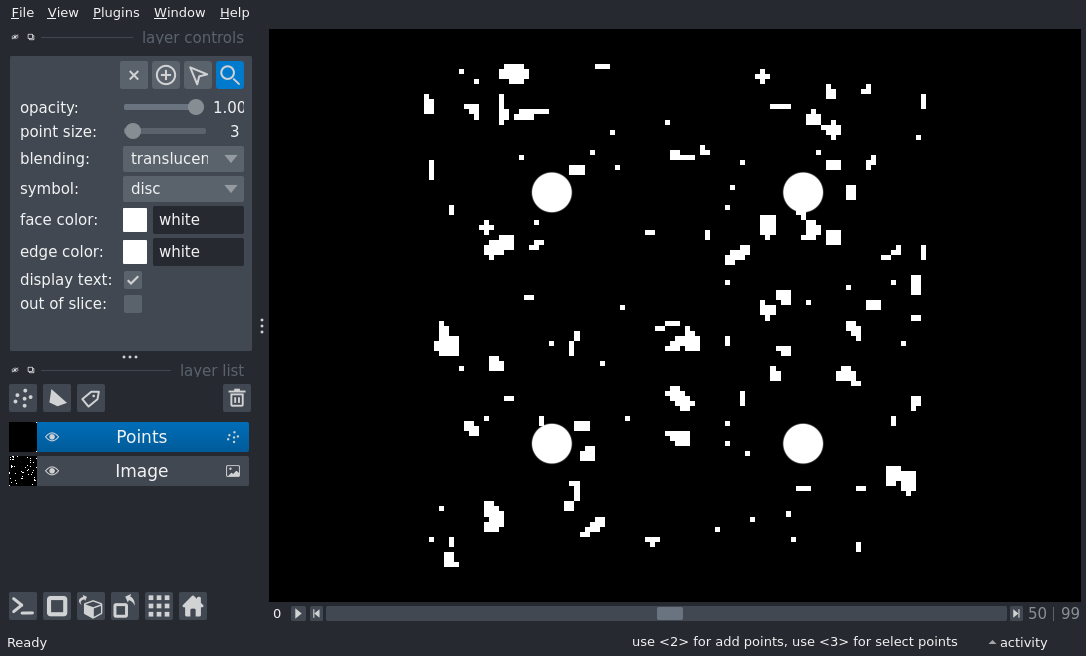 File View Plugins Window Help
layer controls
opacity: 1.00
point size: 3
blending: translucen
symbol: disc
face color: white
edge color: white
display text:
out of slice:
layer list
Points
Image
0 50 99
Ready use <2> for add points, use <3> for select points activity